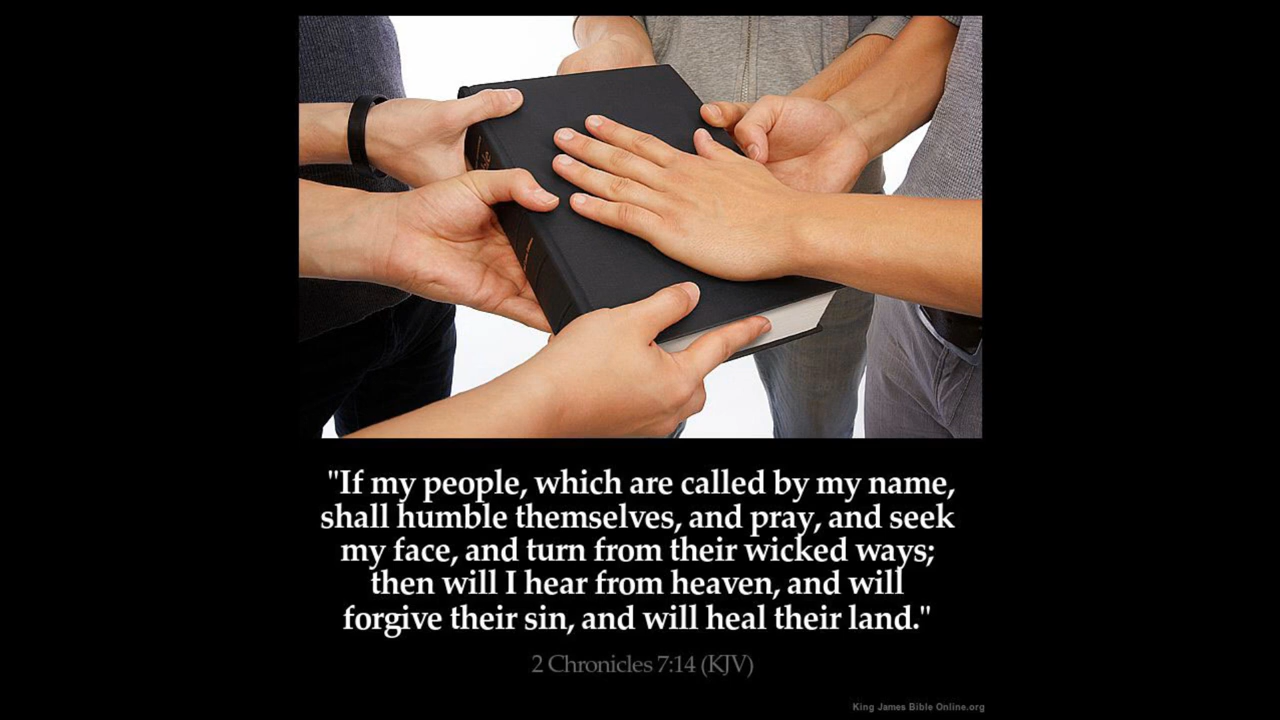 "If my people, which are called by my name,
shall humble themselves, and pray, and seek
my face, and turn from their wicked ways;
then will I hear from heaven, and will
forgive their sin, and will heal their land."
2 Chronicles 7:14 (KJV)
King James Bible Online.org